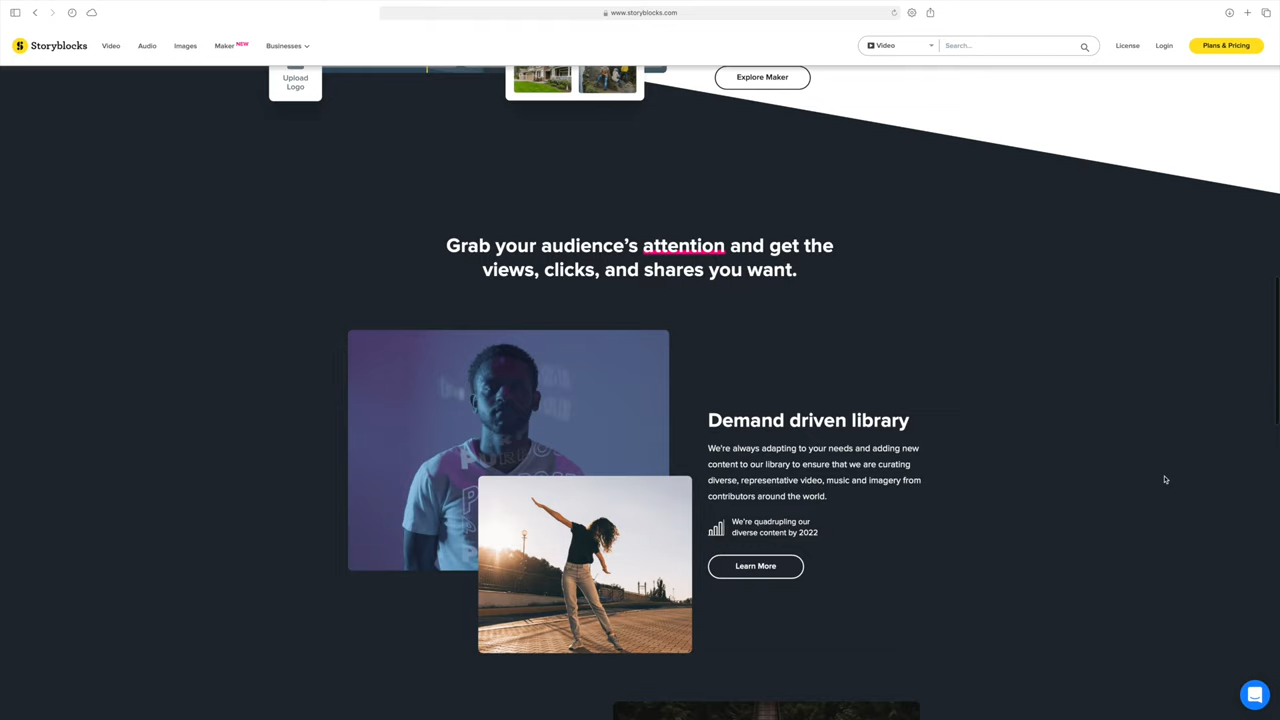 www.storyblocks.com
Storyblocks
Video
Audio
Images
Maker NEW
Businesses
Video
Search...
License
Login
Plans & Pricing
Upload
Logo
Explore Maker
Grab your audience's attention and get the
views, clicks, and shares you want.
Demand driven library
We're always adapting to your needs and adding new
content to our library to ensure that we are curating
diverse, representative video, music and imagery from
contributors around the world.
We're quadrupling our
diverse content by 2022
Learn More